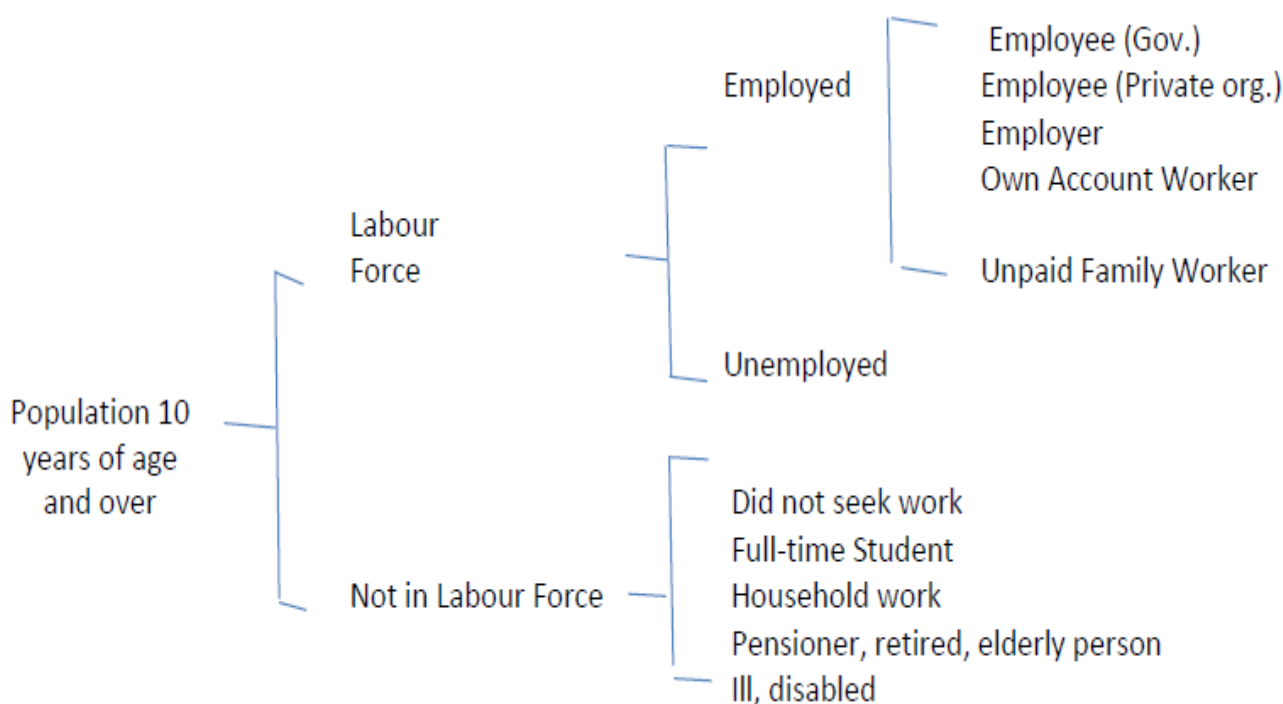 Population 10
years of age
and over
Labour
Force
Not in Labour Force
Employed
Unemployed
Employee (Gov.)
Employee (Private org.)
Employer
Own Account Worker
Unpaid Family Worker
Did not seek work
Full-time Student
Household work
Pensioner, retired, elderly person
Ill, disabled